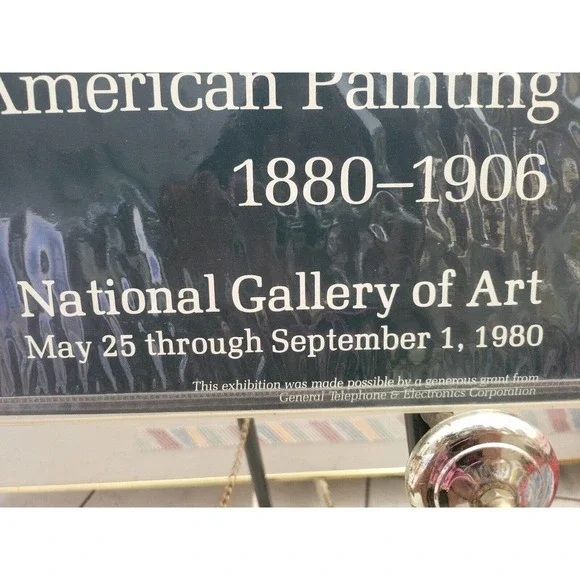 American Painting
1880–1906
National Gallery of Art
May 25 through September 1, 1980
This exhibition was made possible by a generous grant from
General Telephone & Electronics Corporation